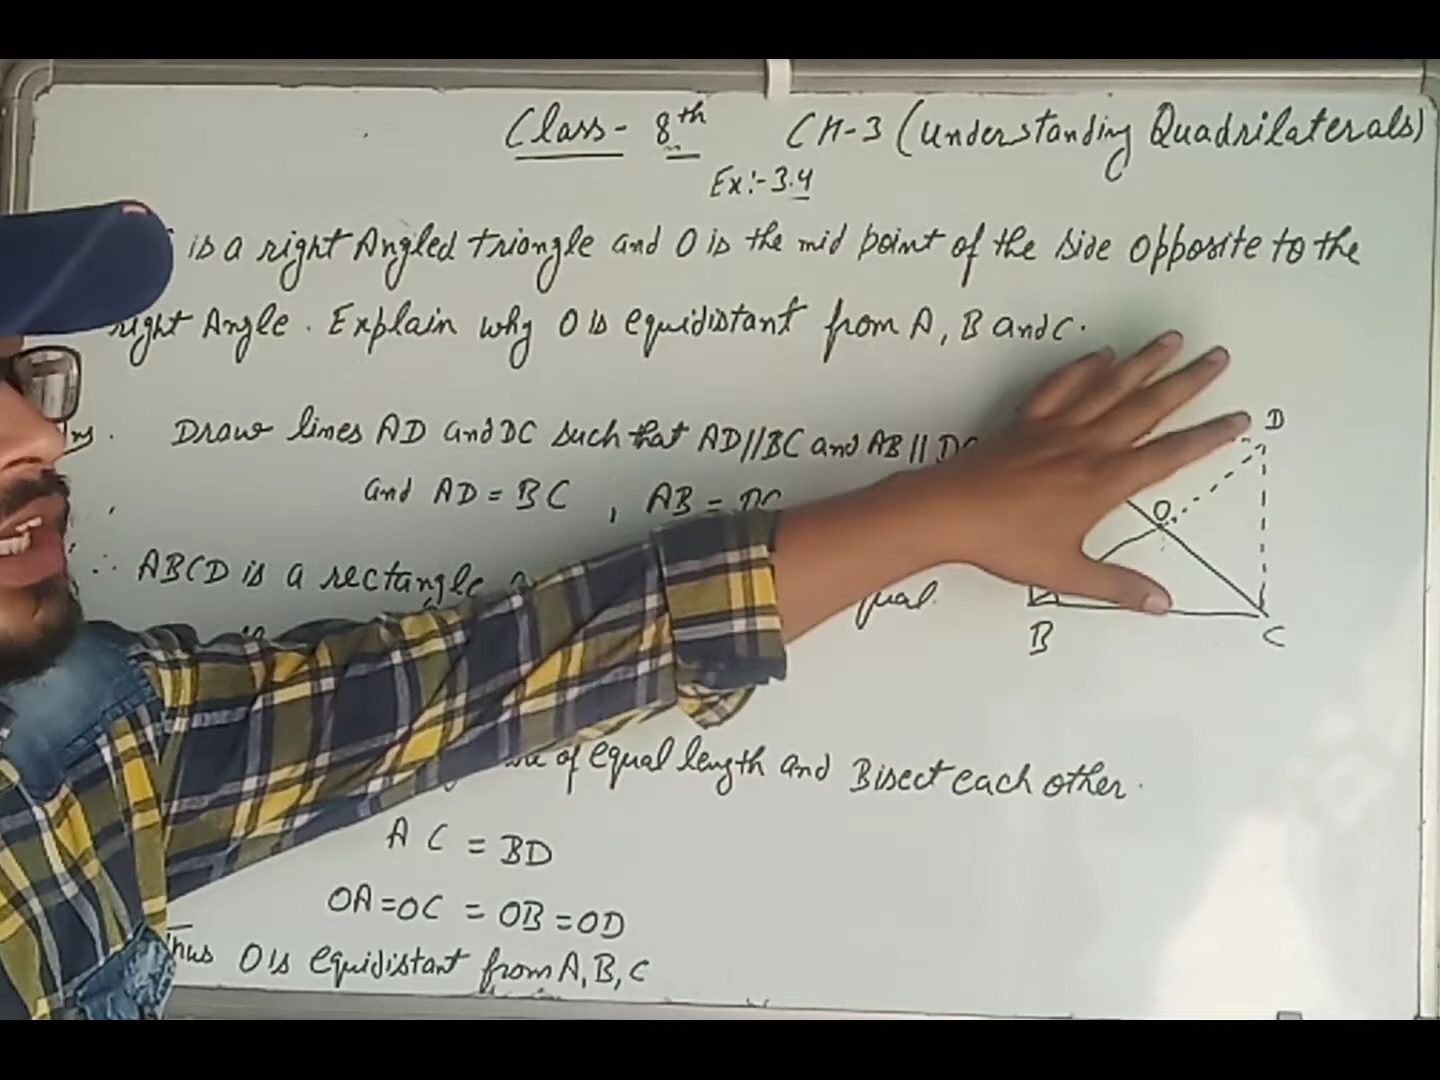 Class- 8th CH-3 (Understanding Quadrilaterals)
Ex:- 3.4
is a right Angled triangle and O is the mid point of the side opposite to the
right Angle. Explain why O is equidistant from A, B and C.
Draw lines AD and DC such that AD//BC and AB//
and AD = BC , AB = DC
∴ ABCD is a rectangle
D
O
B
C
of equal length and Bisect each other.
AC = BD
OA = OC = OB = OD
Thus O is equidistant from A, B, C